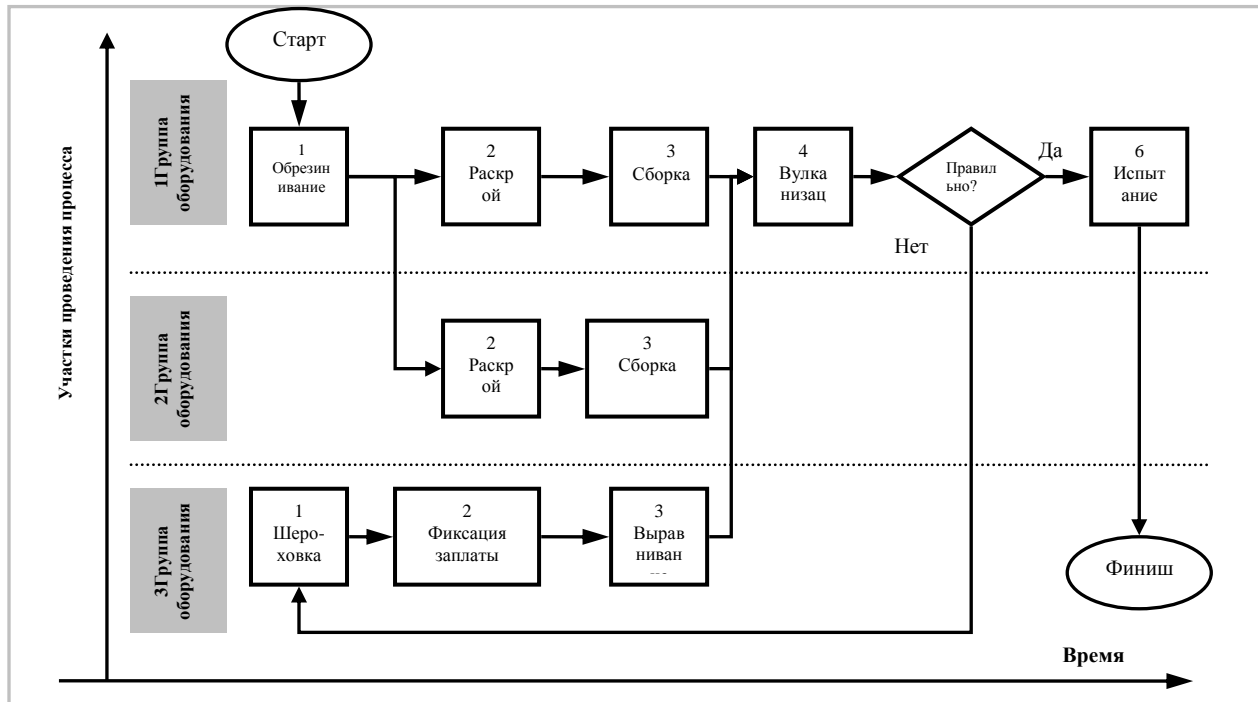 Старт
Участки проведения процесса
1Группа
оборудования
1
Обрезин
ивание
2
Раскр
ой
3
Сборка
4
Вулка
низац
Правил
ьно?
Да
6
Испыт
ание
Нет
2Группа
оборудования
2
Раскр
ой
3
Сборка
3Группа
оборудования
1
Шеро-
ховка
2
Фиксация
заплаты
3
Вырав
ниван
Финиш
Время